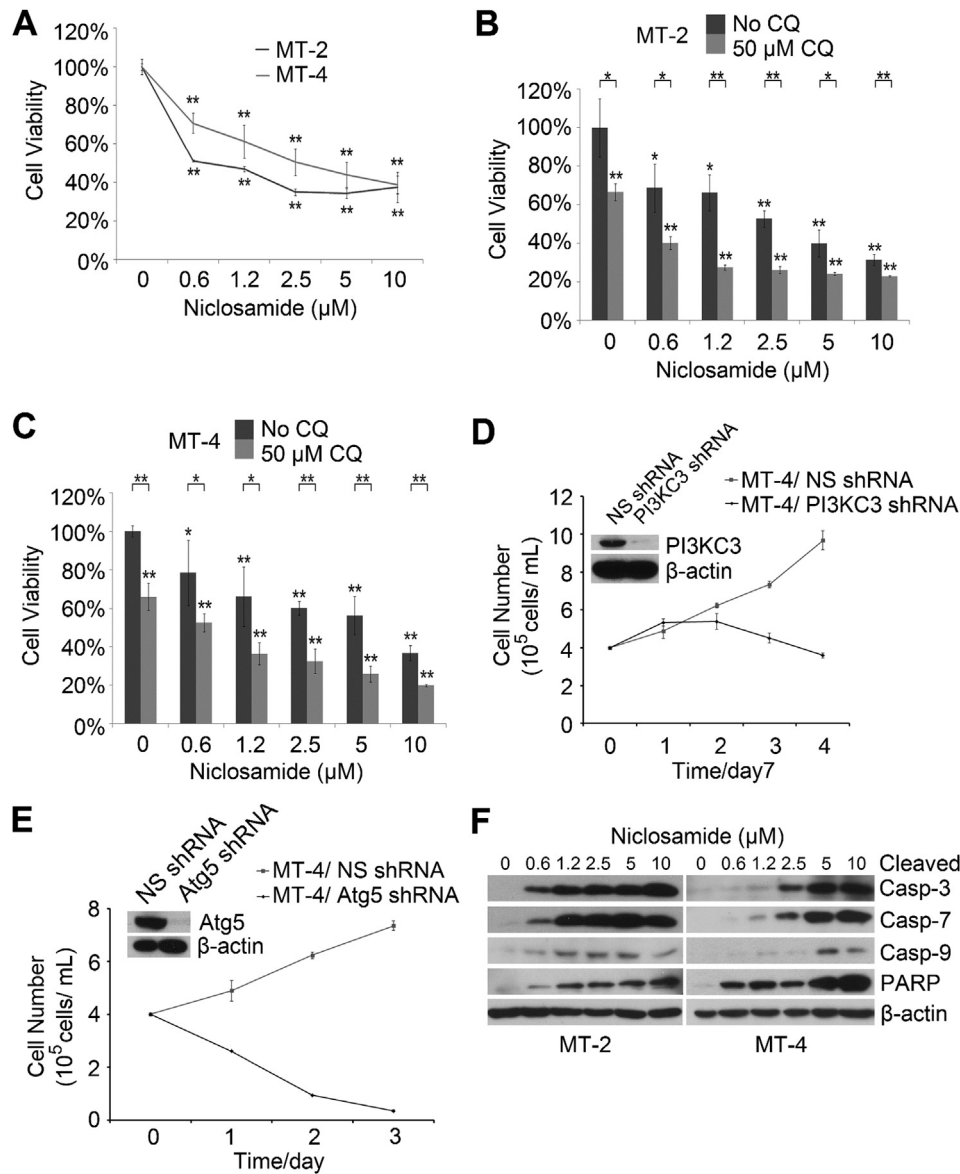 A
120%
100%
80%
60%
40%
20%
0%
Cell Viability
MT-2
MT-4
**
**
**
**
**
**
**
**
**
**
0 0.6 1.2 2.5 5 10
Niclosamide (µM)
B
MT-2
No CQ
50 µM CQ
* * ** ** * **
120%
100%
80%
60%
40%
20%
0%
Cell Viability
**
*
**
*
**
**
**
**
**
**
**
0 0.6 1.2 2.5 5 10
Niclosamide (µM)
C
MT-4
No CQ
50 µM CQ
** * * ** ** **
120%
100%
80%
60%
40%
20%
0%
Cell Viability
**
*
**
**
**
**
**
**
**
**
**
0 0.6 1.2 2.5 5 10
Niclosamide (µM)
D
NS shRNA
PI3KC3 shRNA
MT-4/ NS shRNA
MT-4/ PI3KC3 shRNA
PI3KC3
β-actin
12
10
8
6
4
2
0
Cell Number
(10⁵ cells/ mL)
0 1 2 3 4
Time/day7
E
NS shRNA
Atg5 shRNA
MT-4/ NS shRNA
MT-4/ Atg5 shRNA
Atg5
β-actin
8
6
4
2
0
Cell Number
(10⁵ cells/ mL)
0 1 2 3
Time/day
F
Niclosamide (µM)
0 0.6 1.2 2.5 5 10 0 0.6 1.2 2.5 5 10 Cleaved
Casp-3
Casp-7
Casp-9
PARP
β-actin
MT-2 MT-4